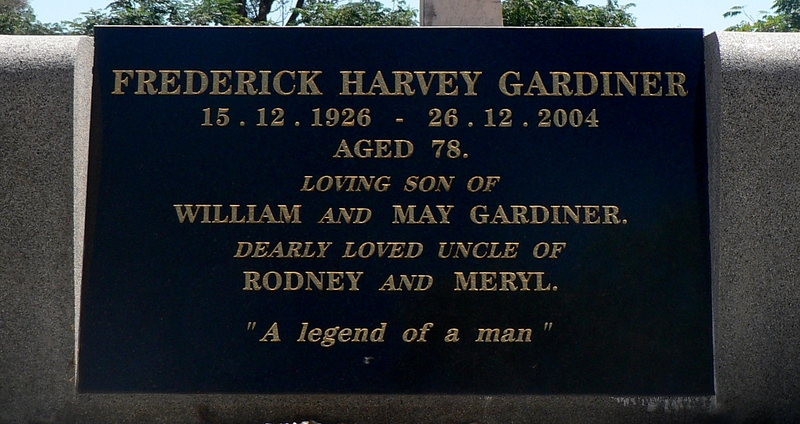 FREDERICK HARVEY GARDINER
15 . 12 . 1926 - 26 . 12 . 2004
AGED 78.
LOVING SON OF
WILLIAM AND MAY GARDINER.
DEARLY LOVED UNCLE OF
RODNEY AND MERYL.
"A legend of a man"